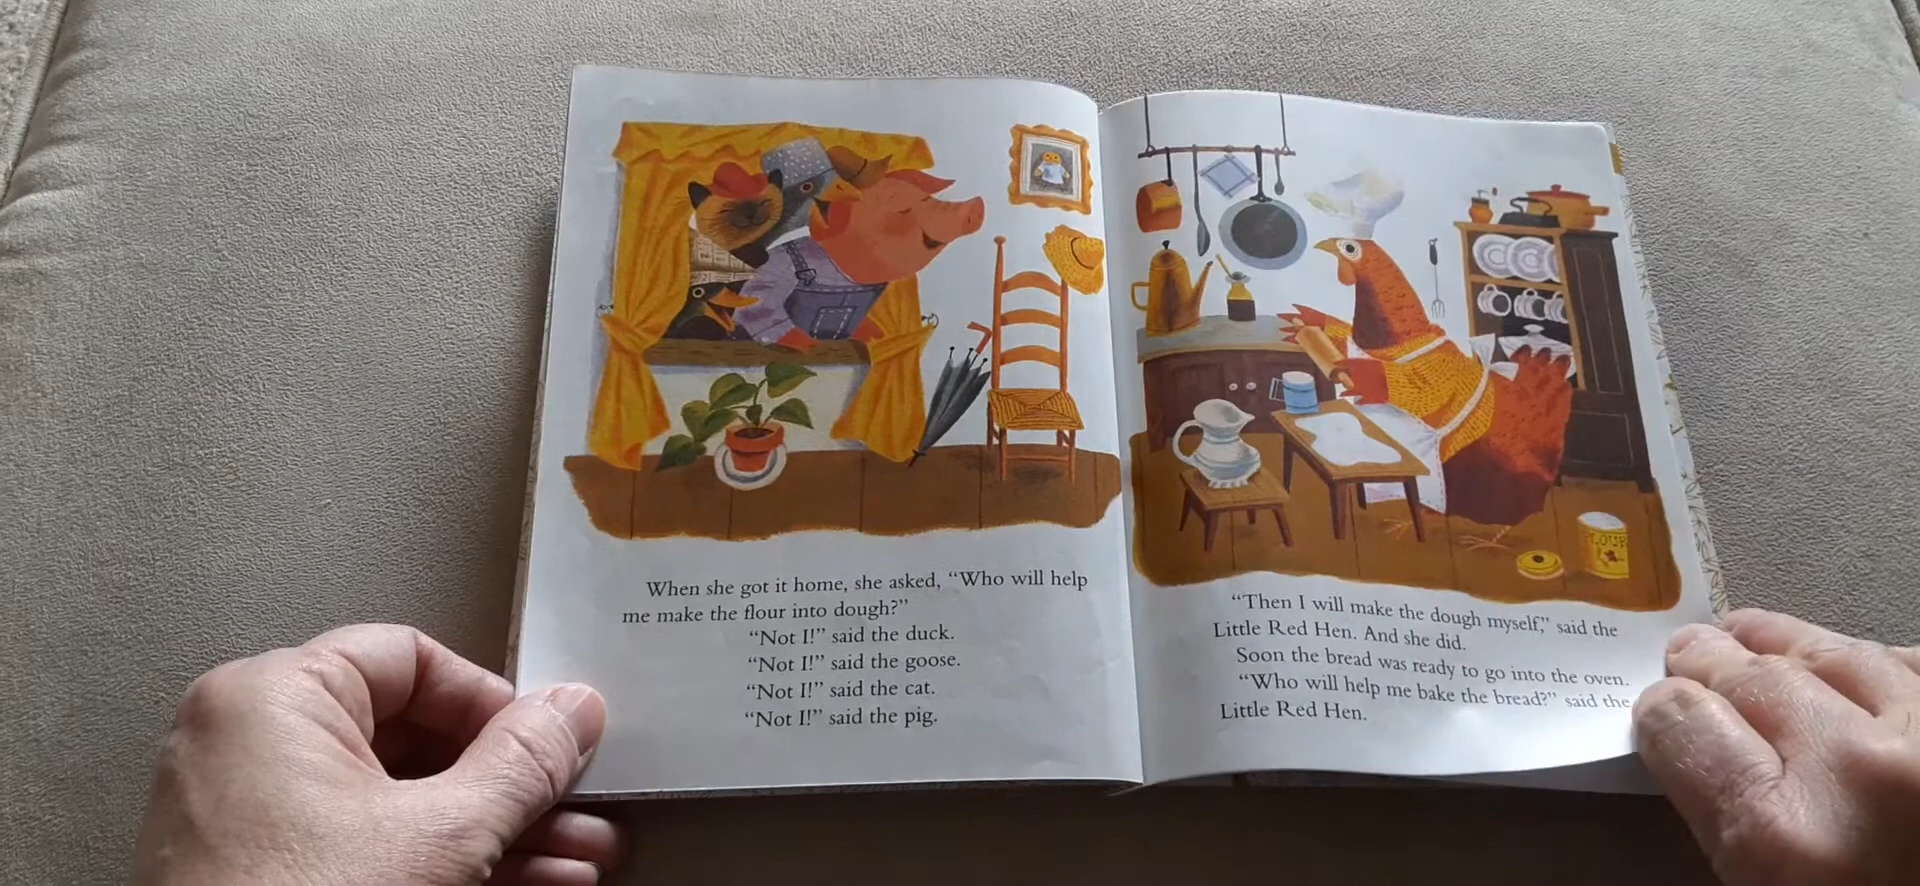 When she got it home, she asked, “Who will help
me make the flour into dough?”
“Not I!” said the duck.
“Not I!” said the goose.
“Not I!” said the cat.
“Not I!” said the pig.
FLOUR
“Then I will make the dough myself,” said the
Little Red Hen. And she did.
Soon the bread was ready to go into the oven.
“Who will help me bake the bread?” said the
Little Red Hen.